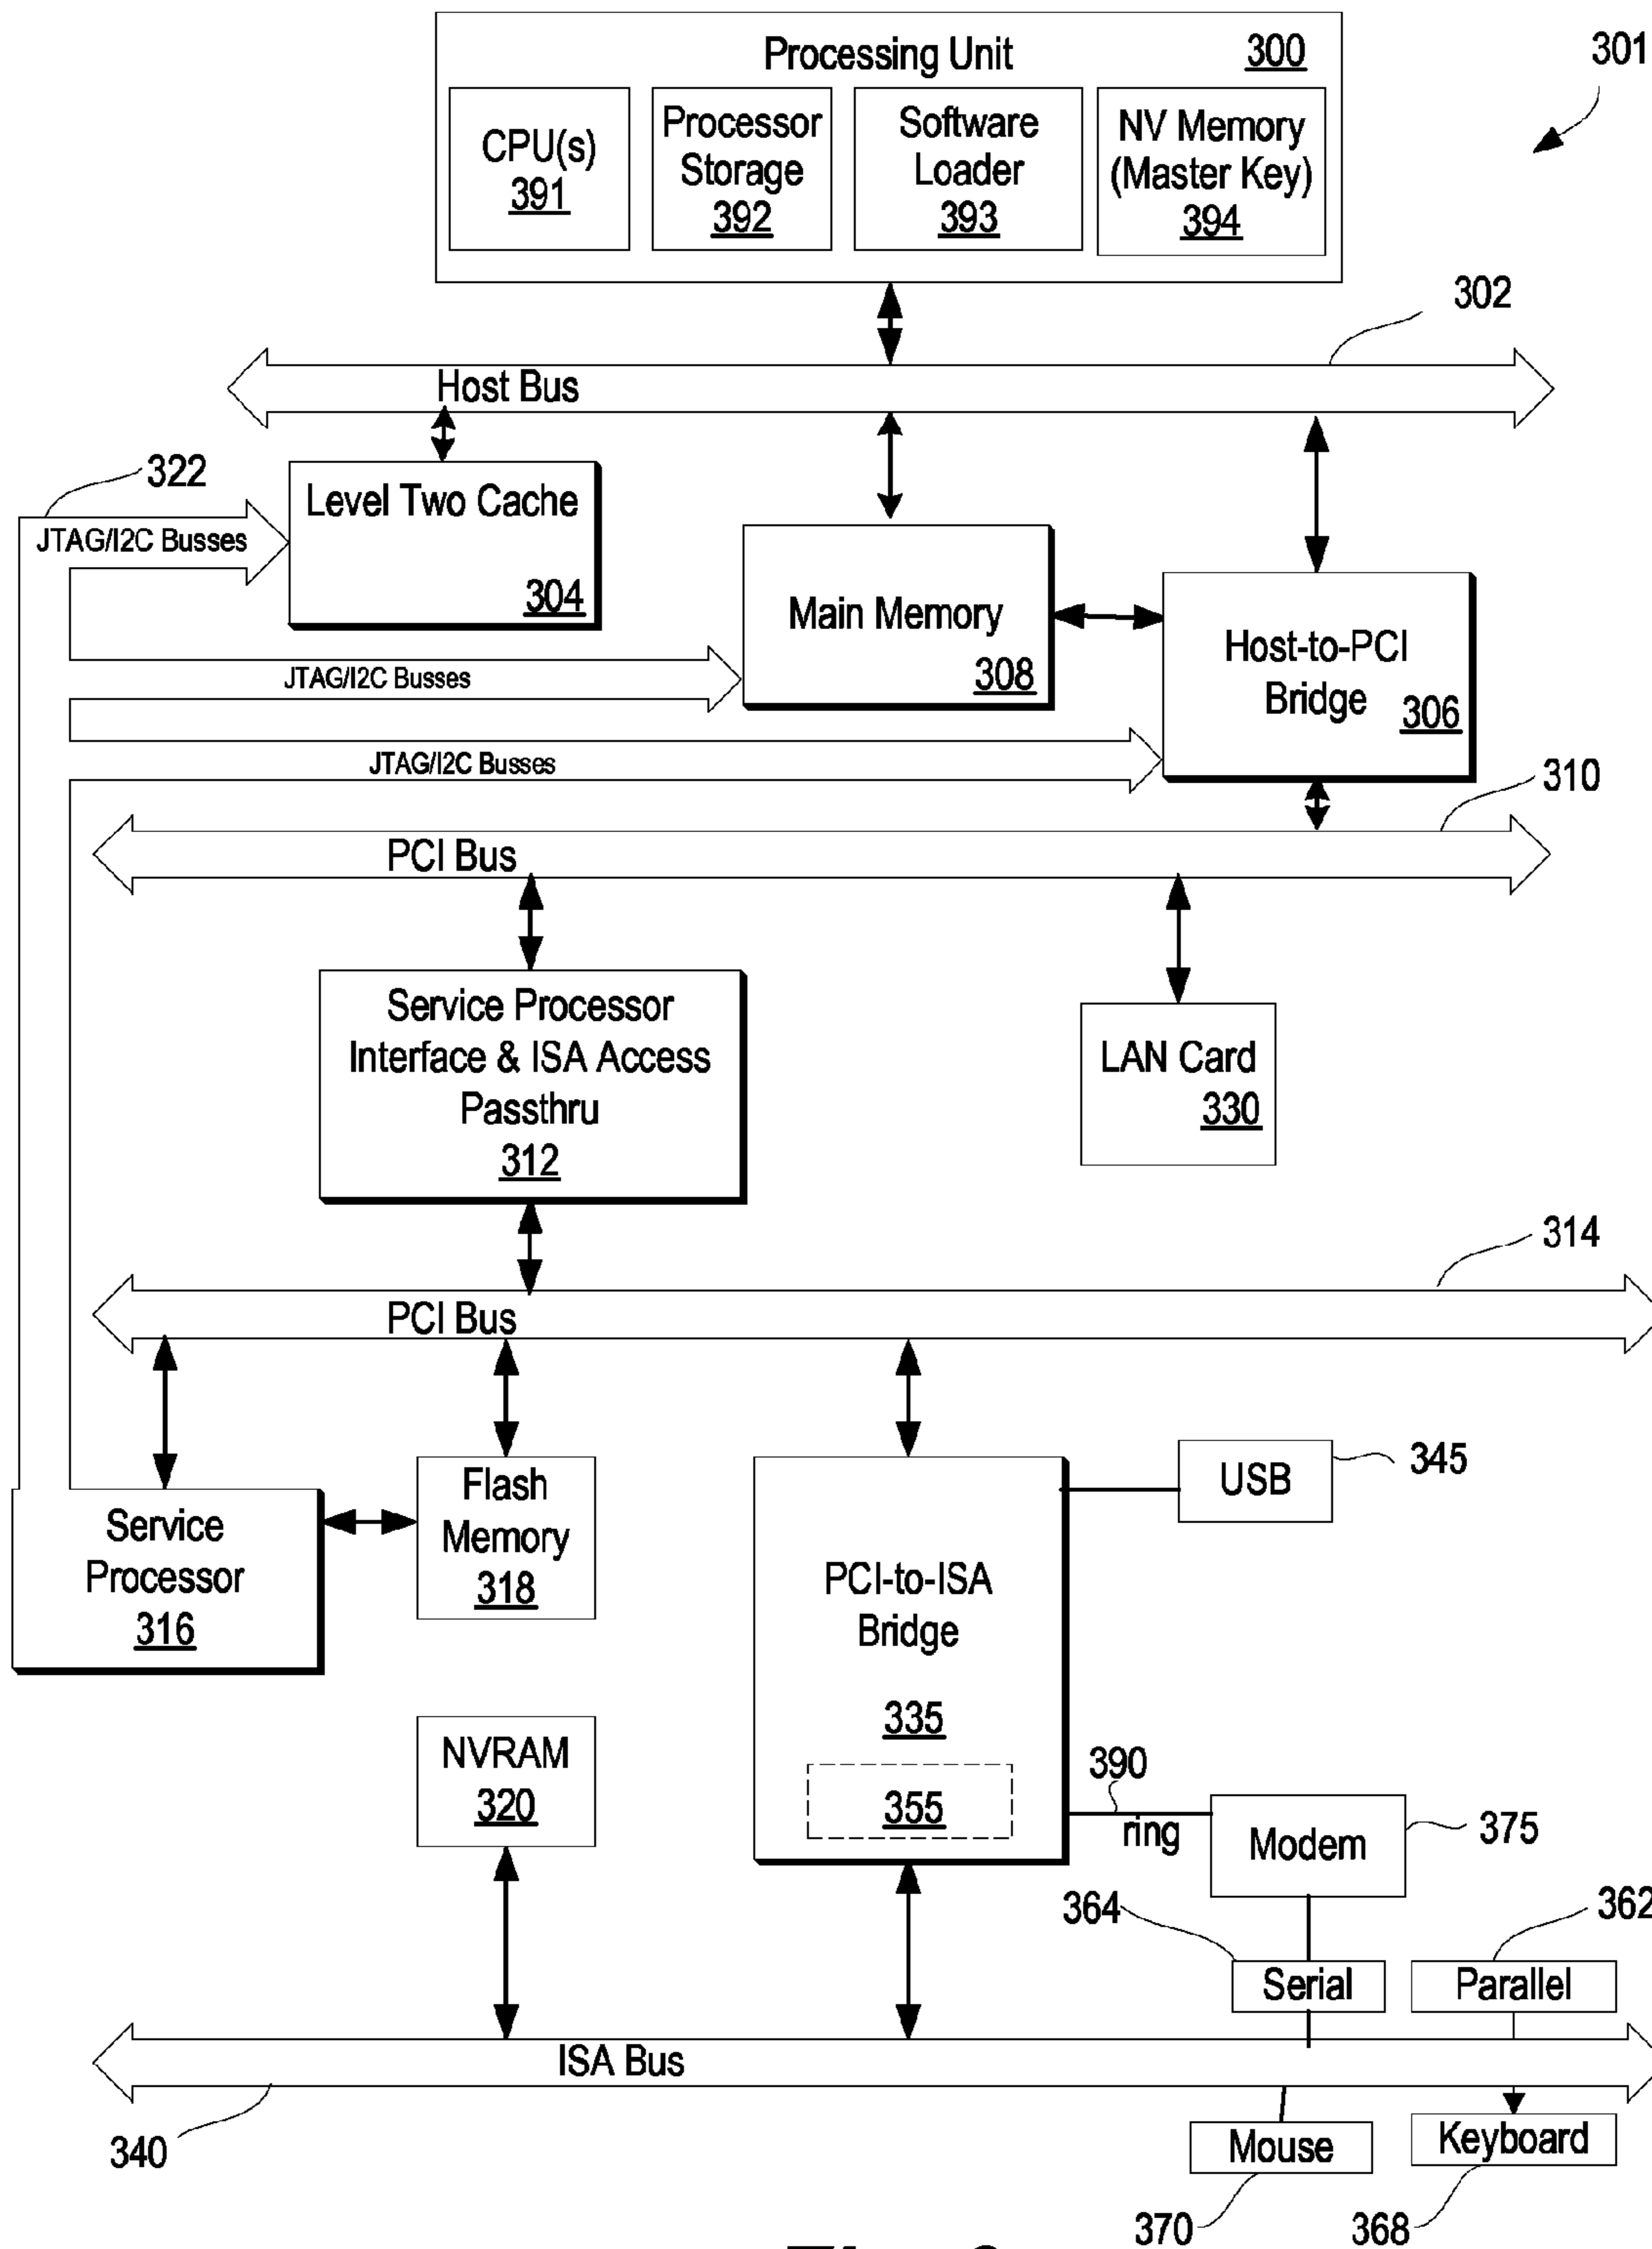 Processing Unit 300
301
CPU(s)
391
Processor
Storage
392
Software
Loader
393
NV Memory
(Master Key)
394
302
Host Bus
322
JTAG/I2C Busses
Level Two Cache
304
Main Memory
308
Host-to-PCI
Bridge
306
JTAG/I2C Busses
JTAG/I2C Busses
310
PCI Bus
Service Processor
Interface & ISA Access
Passthru
312
LAN Card
330
314
PCI Bus
Service
Processor
316
Flash
Memory
318
PCI-to-ISA
Bridge
335
355
USB
345
NVRAM
320
390
ring
Modem
375
364
362
Serial
Parallel
ISA Bus
340
Mouse
Keyboard
370
368